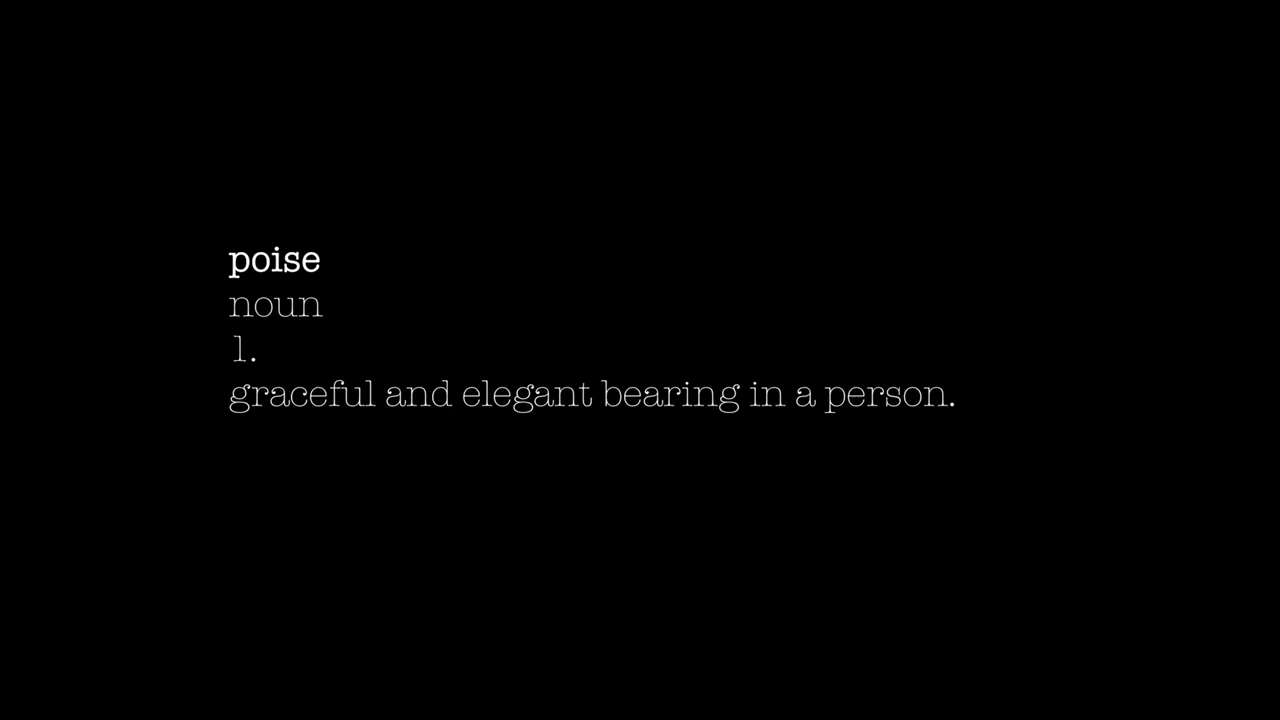 poise
noun
1.
graceful and elegant bearing in a person.